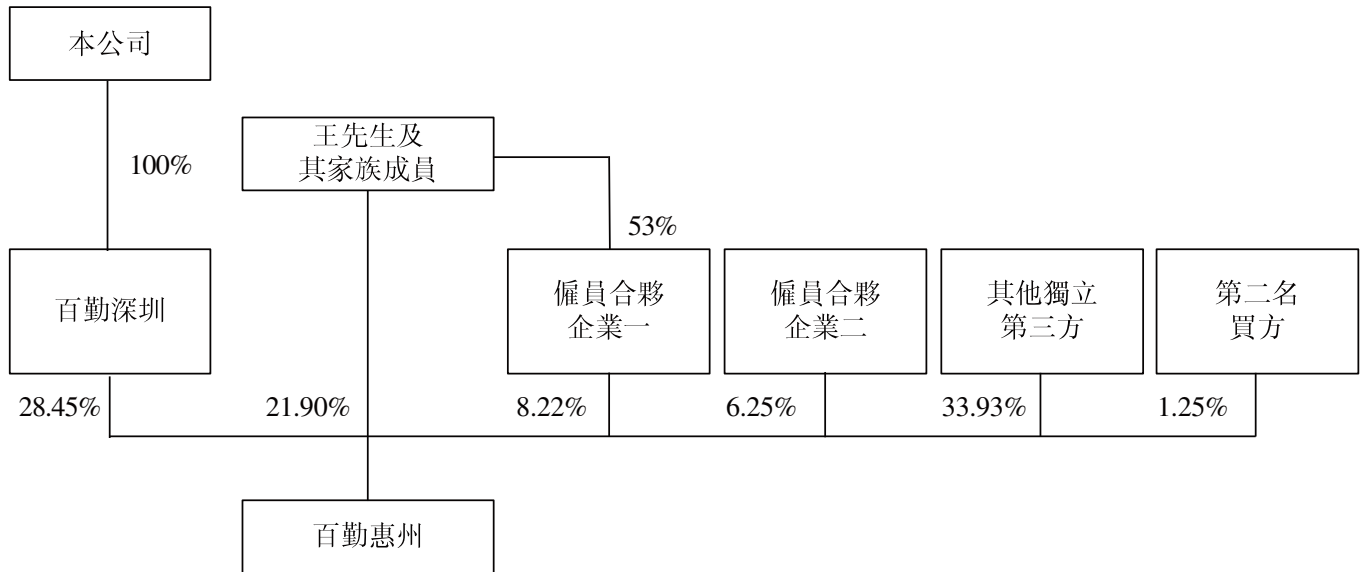 本公司
100%
王先生及
其家族成員
53%
百勤深圳
僱員合夥
企業一
僱員合夥
企業二
其他獨立
第三方
第二名
買方
28.45%
21.90%
8.22%
6.25%
33.93%
1.25%
百勤惠州